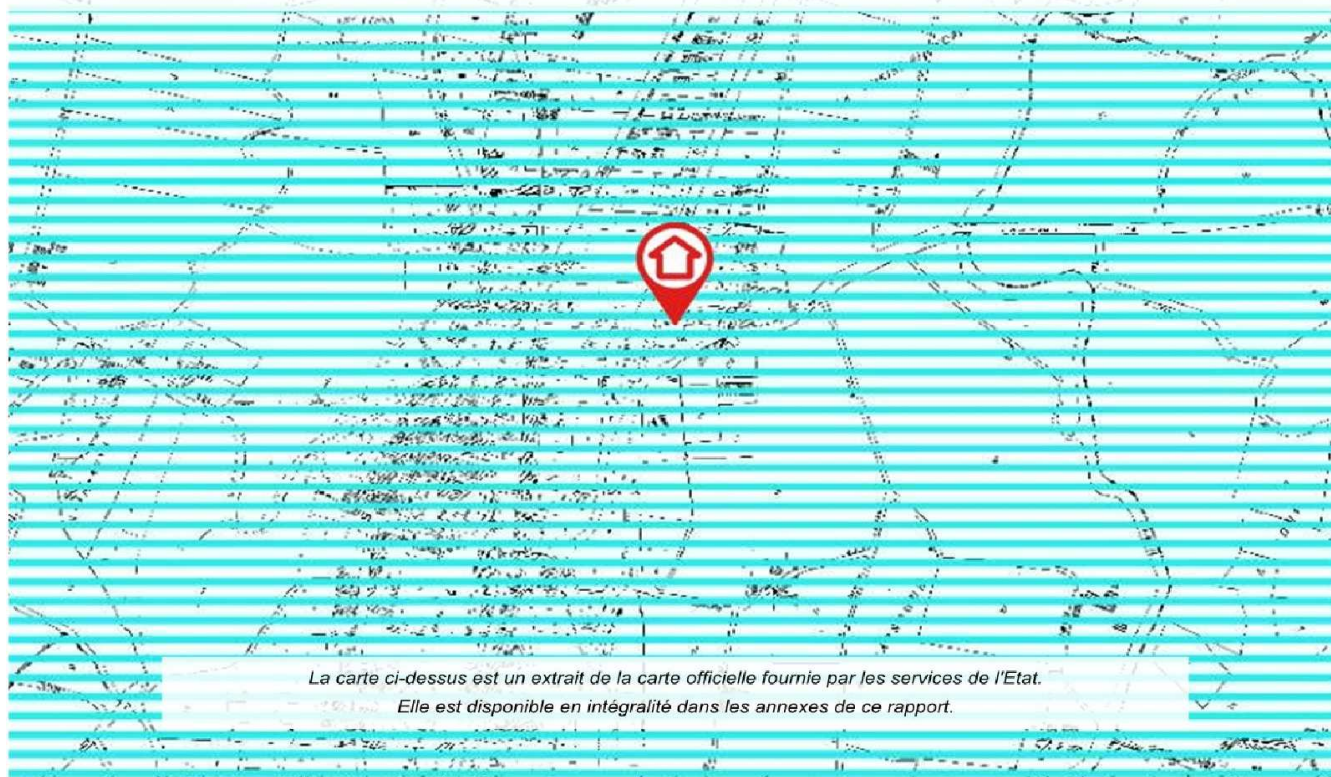 La carte ci-dessus est un extrait de la carte officielle fournie par les services de l'Etat.
Elle est disponible en intégralité dans les annexes de ce rapport.